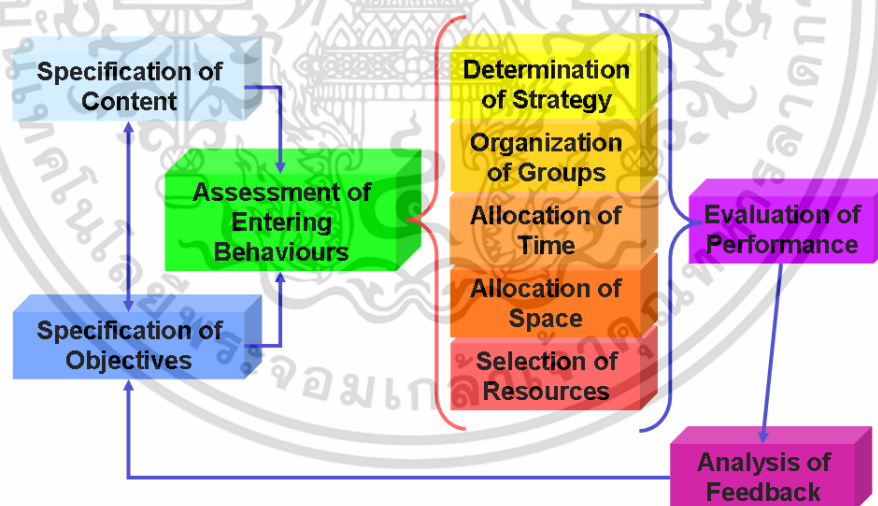 Specification of
Content
Assessment of
Entering
Behaviours
Specification of
Objectives
Determination
of Strategy
Organization
of Groups
Allocation of
Time
Allocation of
Space
Selection of
Resources
Evaluation of
Performance
Analysis of
Feedback